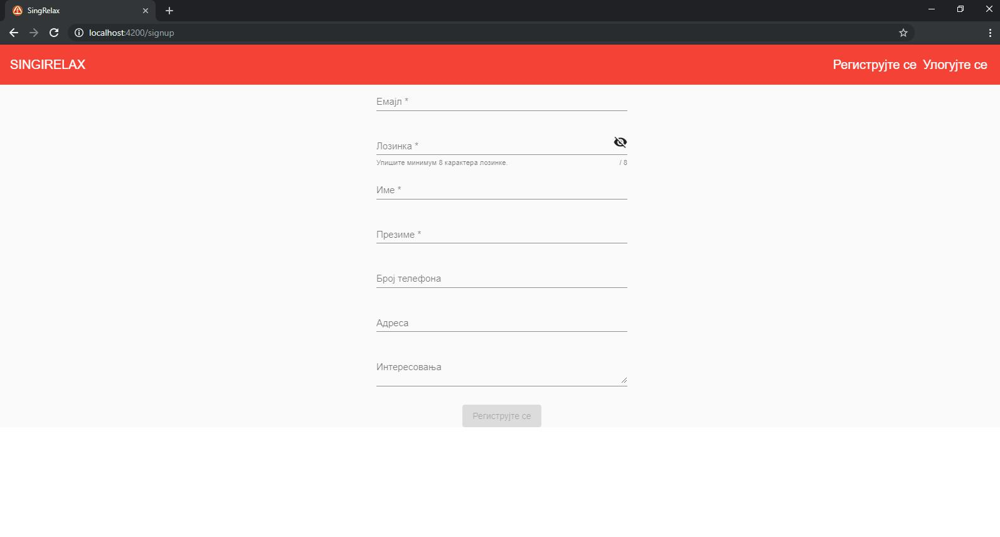 SingRelax
localhost:4200/signup
SINGIRELAX
Региструјте се Улогујте се
Емајл *
Лозинка *
Упишите минимум 8 карактера лозинке. / 8
Име *
Презиме *
Број телефона
Адреса
Интересовања
Региструјте се